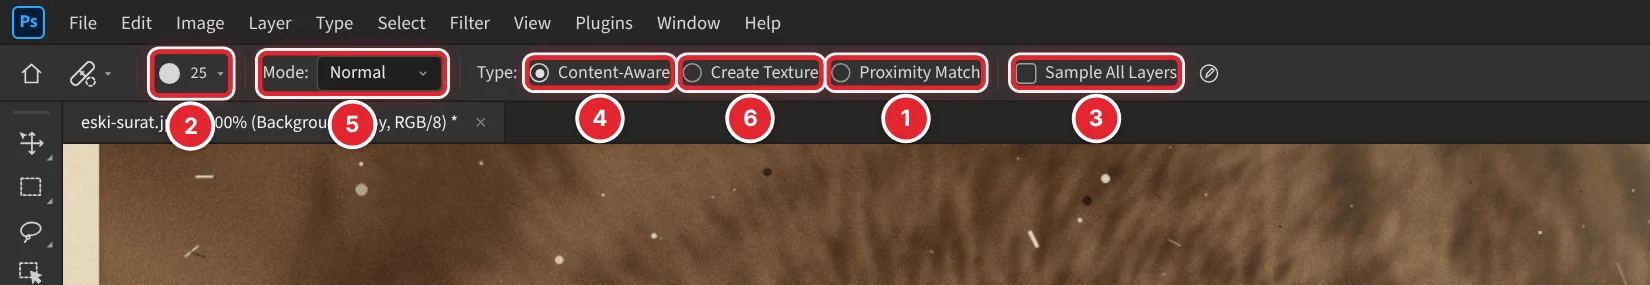 Ps File Edit Image Layer Type Select Filter View Plugins Window Help
25 Mode: Normal Type: Content-Aware Create Texture Proximity Match Sample All Layers
2 5 4 6 1 3
eski-surat.j 00% (Backgrou y, RGB/8) * ×